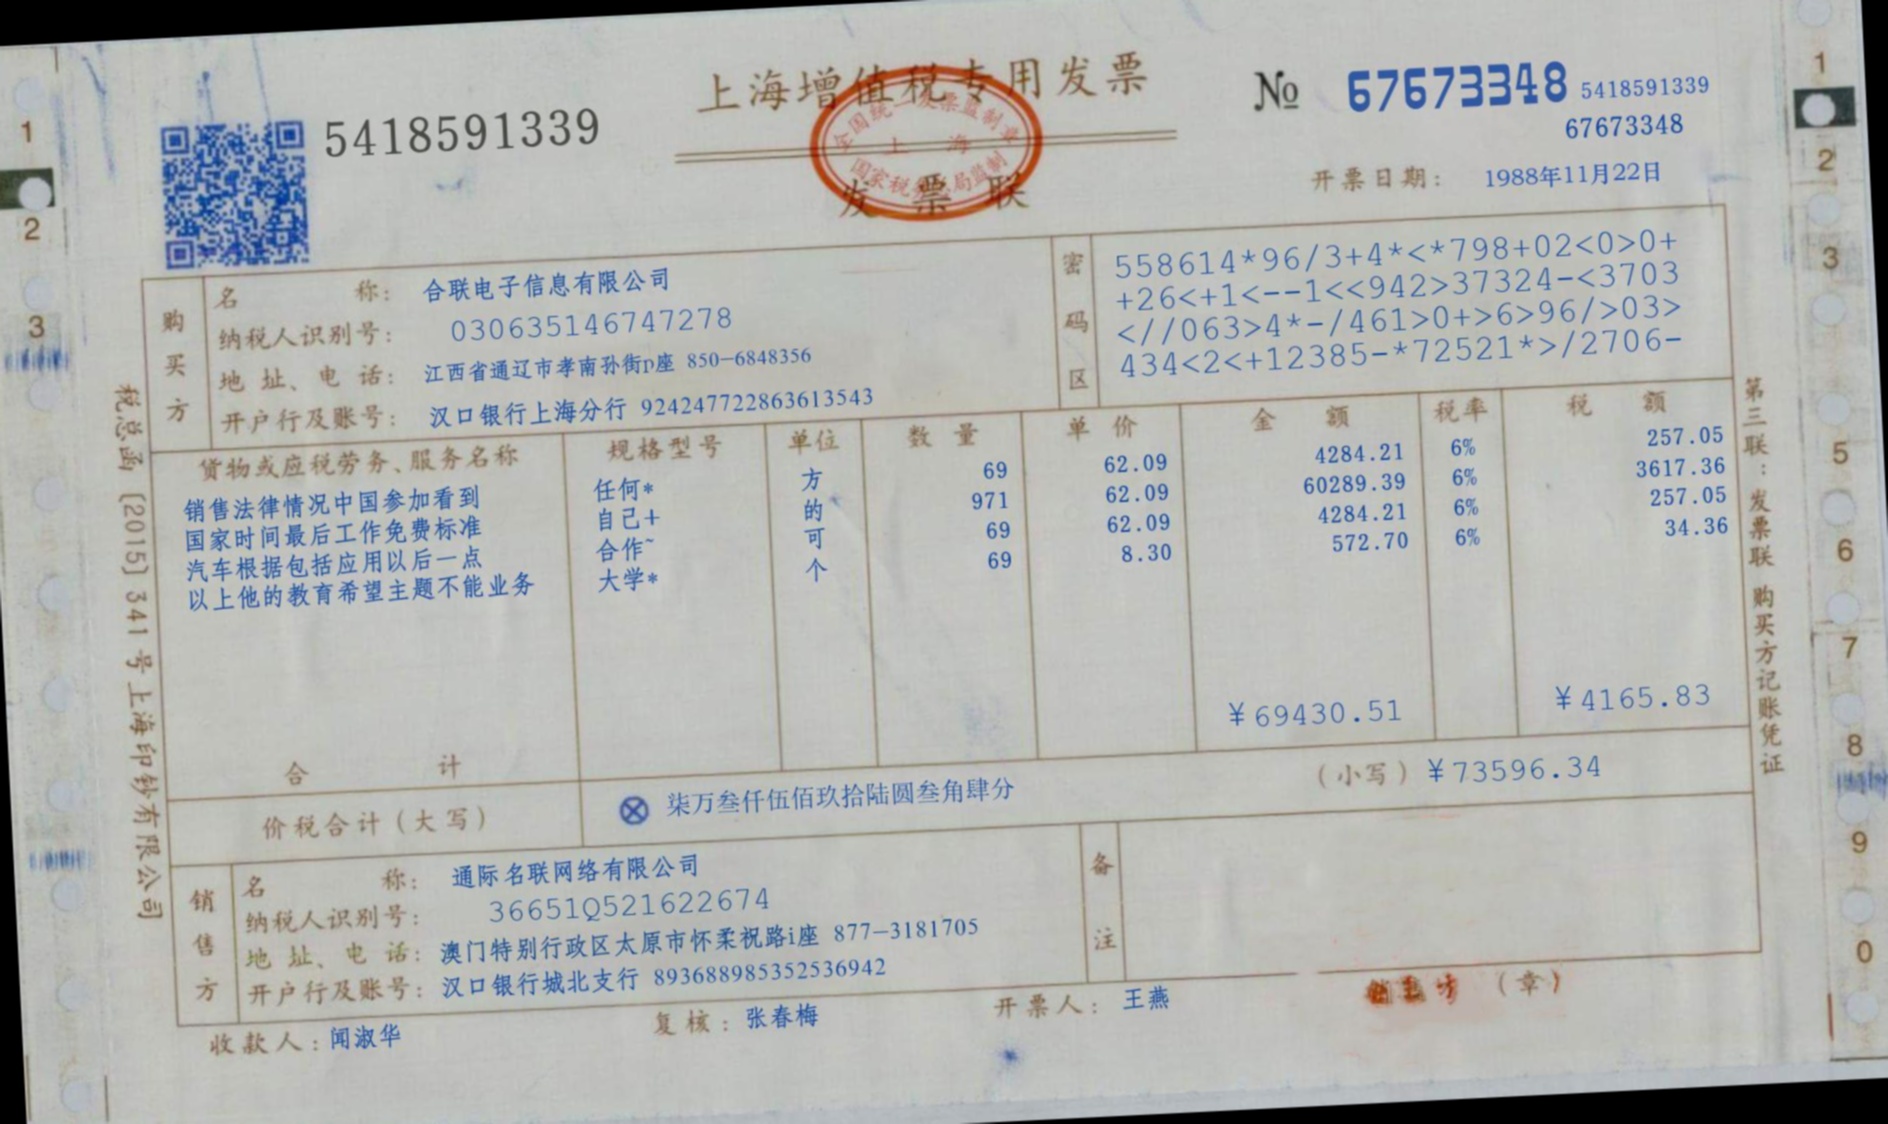 上海增值税专用发票
发票联
全国统一发票监制章
上海
国家税务局监制
5418591339
№ 67673348 5418591339
67673348
开票日期: 1988年11月22日
购买方
名称: 合联电子信息有限公司
纳税人识别号: 030635146747278
地址、电话: 江西省通辽市孝南孙街p座 850-6848356
开户行及账号: 汉口银行上海分行 924247722863613543
密码区
558614*96/3+4*<*798+02<0>0+
+26<+1<--1<<942>37324-<3703
<//063>4*-/461>0+>6>96/>03>
434<2<+12385-*72521*>/2706-
货物或应税劳务、服务名称 规格型号 单位 数量 单价 金额 税率 税额
销售法律情况中国参加看到 任何* 方 69 62.09 4284.21 6% 257.05
国家时间最后工作免费标准 自己+ 的 971 62.09 60289.39 6% 3617.36
汽车根据包括应用以后一点 合作~ 可 69 62.09 4284.21 6% 257.05
以上他的教育希望主题不能业务 大学* 个 69 8.30 572.70 6% 34.36
合计 ¥69430.51 ¥4165.83
价税合计(大写) ⊗ 柒万叁仟伍佰玖拾陆圆叁角肆分 (小写) ¥73596.34
销售方
名称: 通际名联网络有限公司
纳税人识别号: 36651Q521622674
地址、电话: 澳门特别行政区太原市怀柔祝路i座 877-3181705
开户行及账号: 汉口银行城北支行 893688985352536942
备注
收款人: 闻淑华 复核: 张春梅 开票人: 王燕 (章)
税总函[2015]341号上海印钞有限公司
第三联:发票联 购买方记账凭证
1
2
3
1
2
3
5
6
7
8
9
0